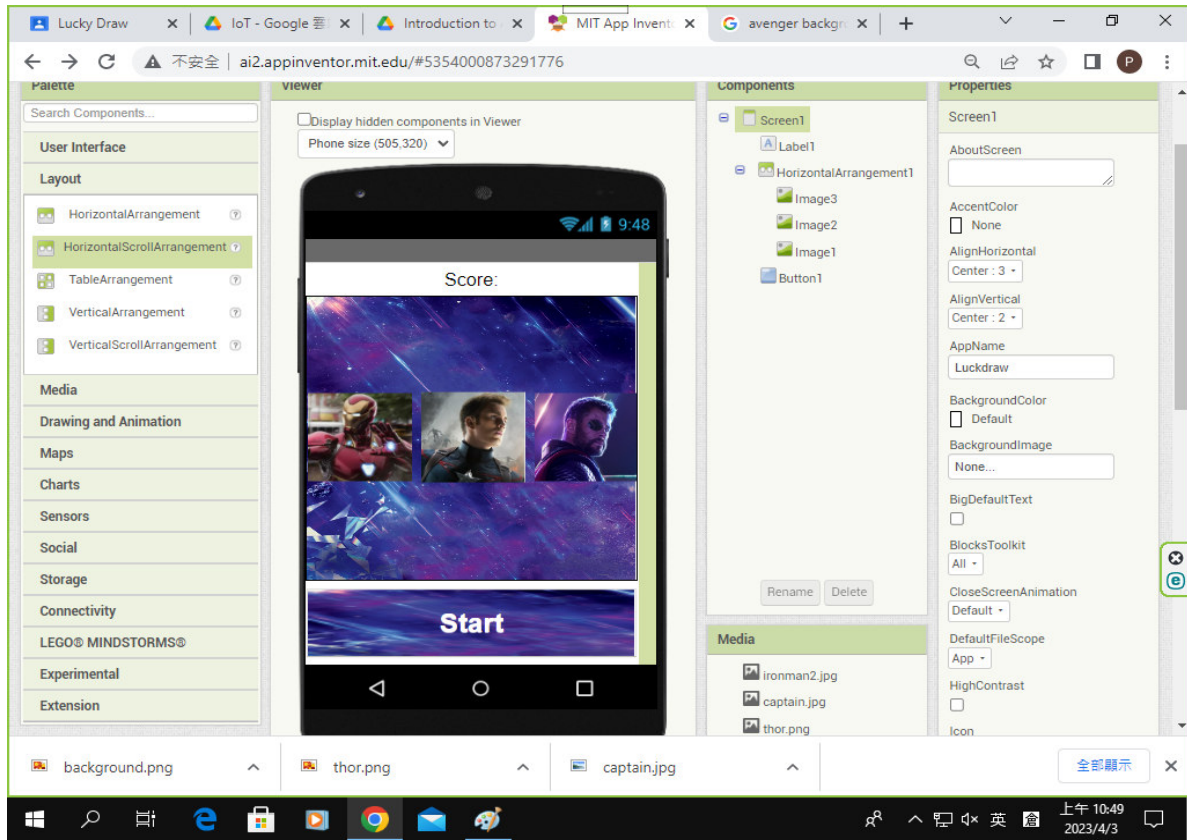 Lucky Draw
IoT - Google 雲
Introduction to
MIT App Invent
avenger backgr
不安全 ai2.appinventor.mit.edu/#5354000873291776
P
Palette
Search Components...
User Interface
Layout
HorizontalArrangement
HorizontalScrollArrangement
TableArrangement
VerticalArrangement
VerticalScrollArrangement
Media
Drawing and Animation
Maps
Charts
Sensors
Social
Storage
Connectivity
LEGO® MINDSTORMS®
Experimental
Extension
Viewer
Display hidden components in Viewer
Phone size (505,320)
9:48
Score:
Start
Components
Screen1
Label1
HorizontalArrangement1
Image3
Image2
Image1
Button1
Rename Delete
Media
ironman2.jpg
captain.jpg
thor.png
Properties
Screen1
AboutScreen
AccentColor
None
AlignHorizontal
Center : 3
AlignVertical
Center : 2
AppName
Luckdraw
BackgroundColor
Default
BackgroundImage
None...
BigDefaultText
BlocksToolkit
All
CloseScreenAnimation
Default
DefaultFileScope
App
HighContrast
Icon
background.png
thor.png
captain.jpg
全部顯示
英
倉
上午 10:49
2023/4/3